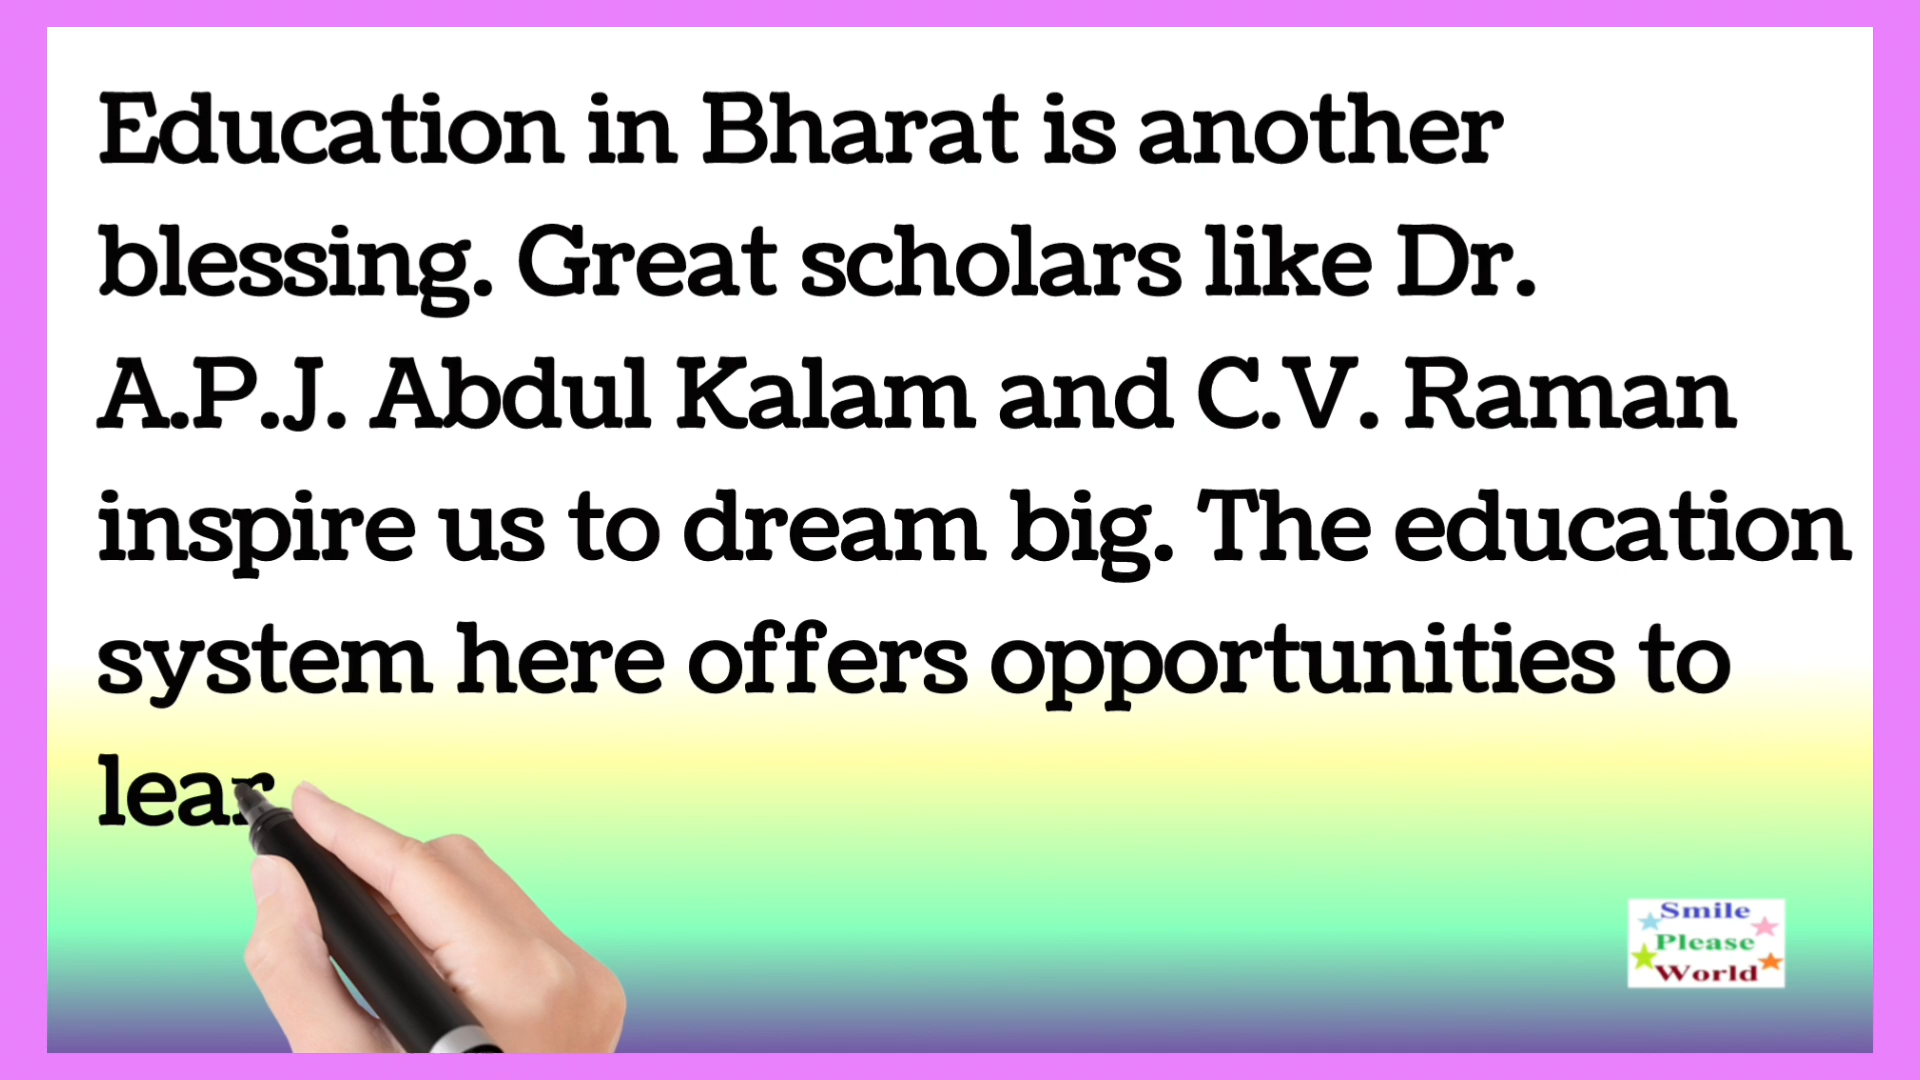 Education in Bharat is another
blessing. Great scholars like Dr.
A.P.J. Abdul Kalam and C.V. Raman
inspire us to dream big. The education
system here offers opportunities to
lear
Smile
Please
World